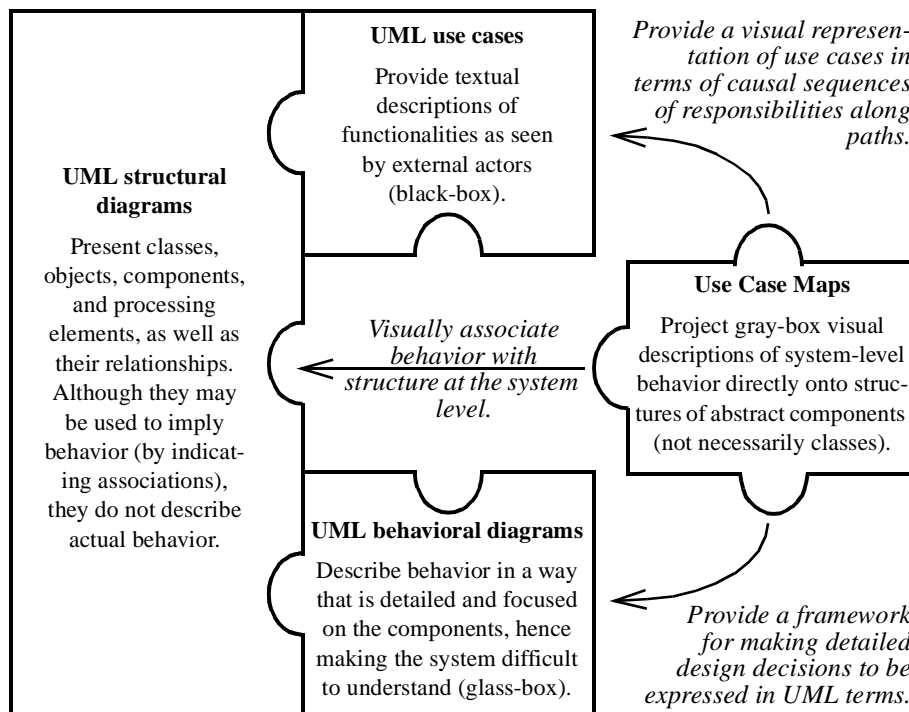 UML structural
diagrams
Present classes,
objects, components,
and processing
elements, as well as
their relationships.
Although they may
be used to imply
behavior (by indicat-
ing associations),
they do not describe
actual behavior.
UML use cases
Provide textual
descriptions of
functionalities as seen
by external actors
(black-box).
Provide a visual represen-
tation of use cases in
terms of causal sequences
of responsibilities along
paths.
Visually associate
behavior with
structure at the system
level.
Use Case Maps
Project gray-box visual
descriptions of system-level
behavior directly onto struc-
tures of abstract components
(not necessarily classes).
UML behavioral diagrams
Describe behavior in a way
that is detailed and focused
on the components, hence
making the system difficult
to understand (glass-box).
Provide a framework
for making detailed
design decisions to be
expressed in UML terms.